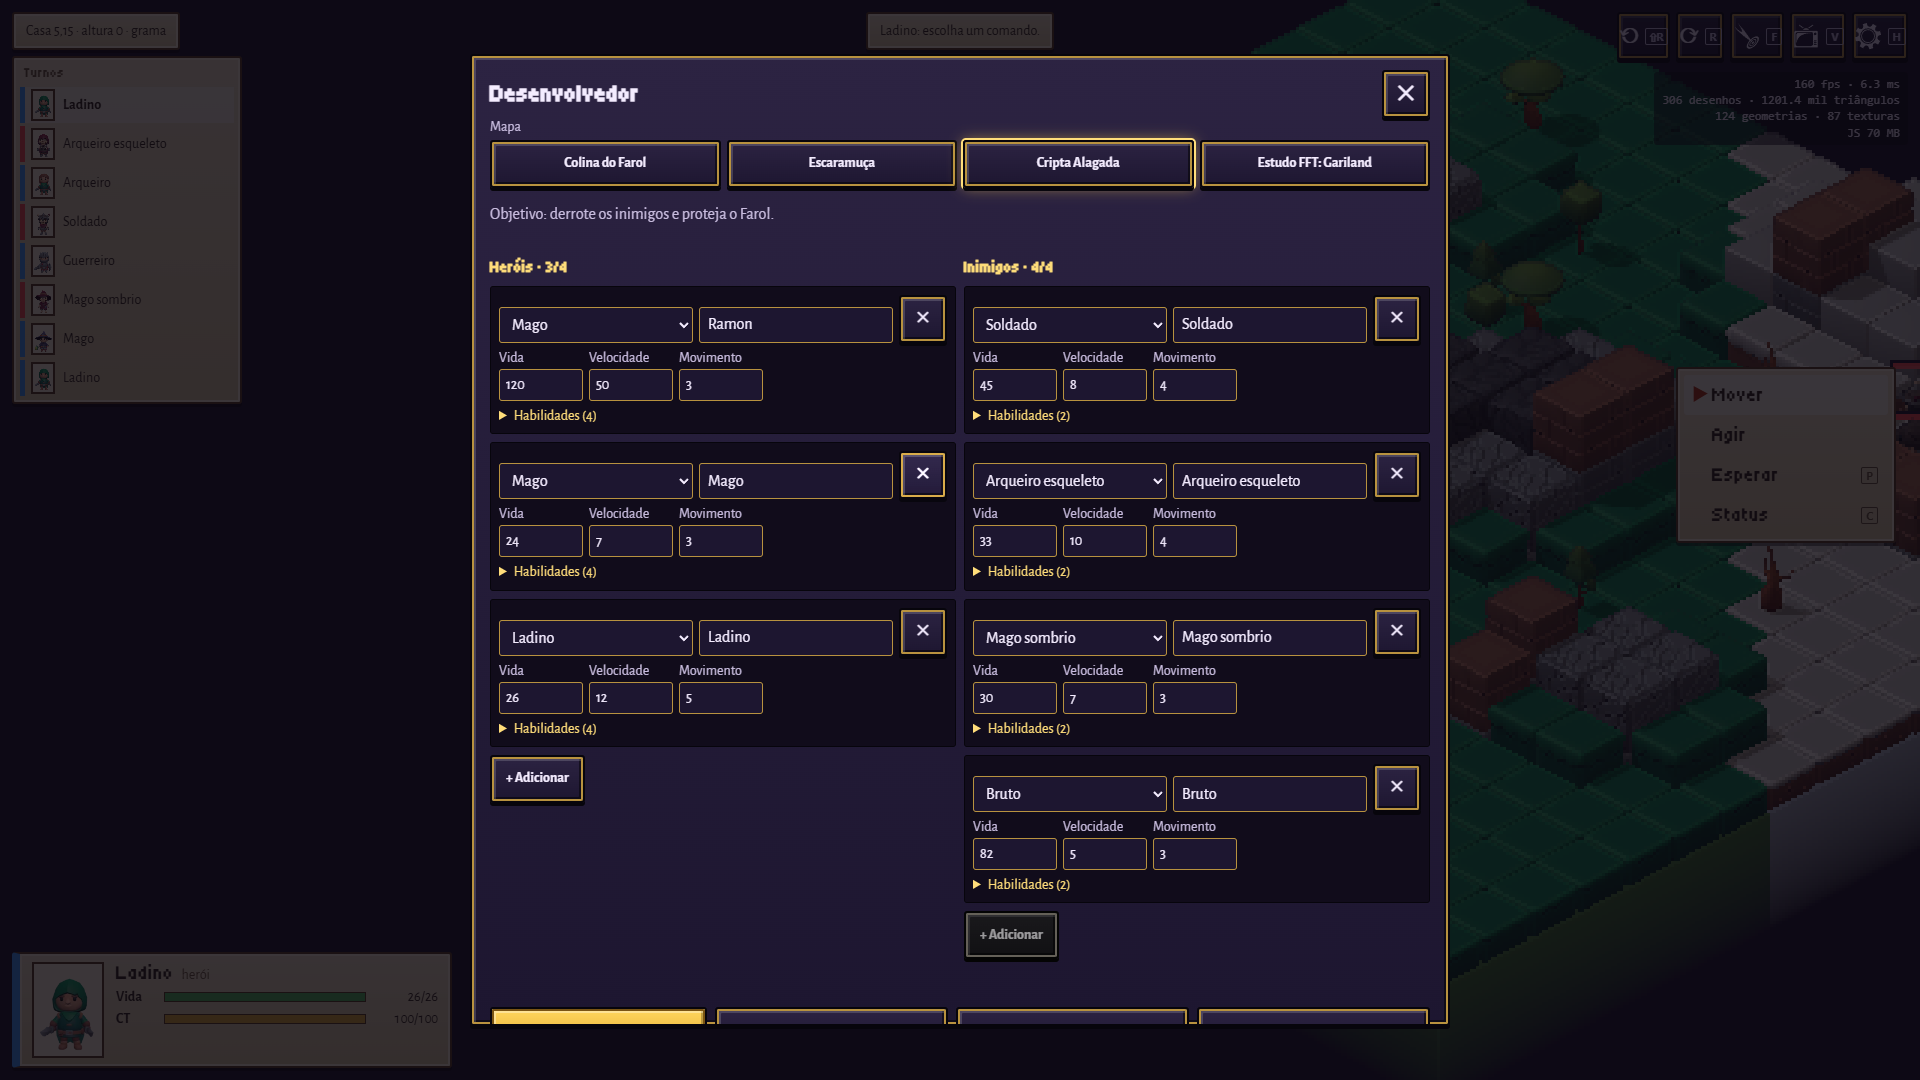 Casa 5,15 · altura 0 · grama
Ladino: escolha um comando.
R
R
F
V
H
160 fps · 6.3 ms
306 desenhos · 1201.4 mil triângulos
124 geometrias · 87 texturas
JS 70 MB
Turnos
Ladino
Arqueiro esqueleto
Arqueiro
Soldado
Guerreiro
Mago sombrio
Mago
Ladino
Desenvolvedor
Mapa
Colina do Farol
Escaramuça
Cripta Alagada
Estudo FFT: Gariland
Objetivo: derrote os inimigos e proteja o Farol.
Heróis · 3/4
Mago
Ramon
Vida
Velocidade
Movimento
120
50
3
Habilidades (4)
Mago
Mago
Vida
Velocidade
Movimento
24
7
3
Habilidades (4)
Ladino
Ladino
Vida
Velocidade
Movimento
26
12
5
Habilidades (4)
+ Adicionar
Inimigos · 4/4
Soldado
Soldado
Vida
Velocidade
Movimento
45
8
4
Habilidades (2)
Arqueiro esqueleto
Arqueiro esqueleto
Vida
Velocidade
Movimento
33
10
4
Habilidades (2)
Mago sombrio
Mago sombrio
Vida
Velocidade
Movimento
30
7
3
Habilidades (2)
Bruto
Bruto
Vida
Velocidade
Movimento
82
5
3
Habilidades (2)
+ Adicionar
Mover
Agir
Esperar P
Status C
Ladino herói
Vida 26/26
CT 100/100